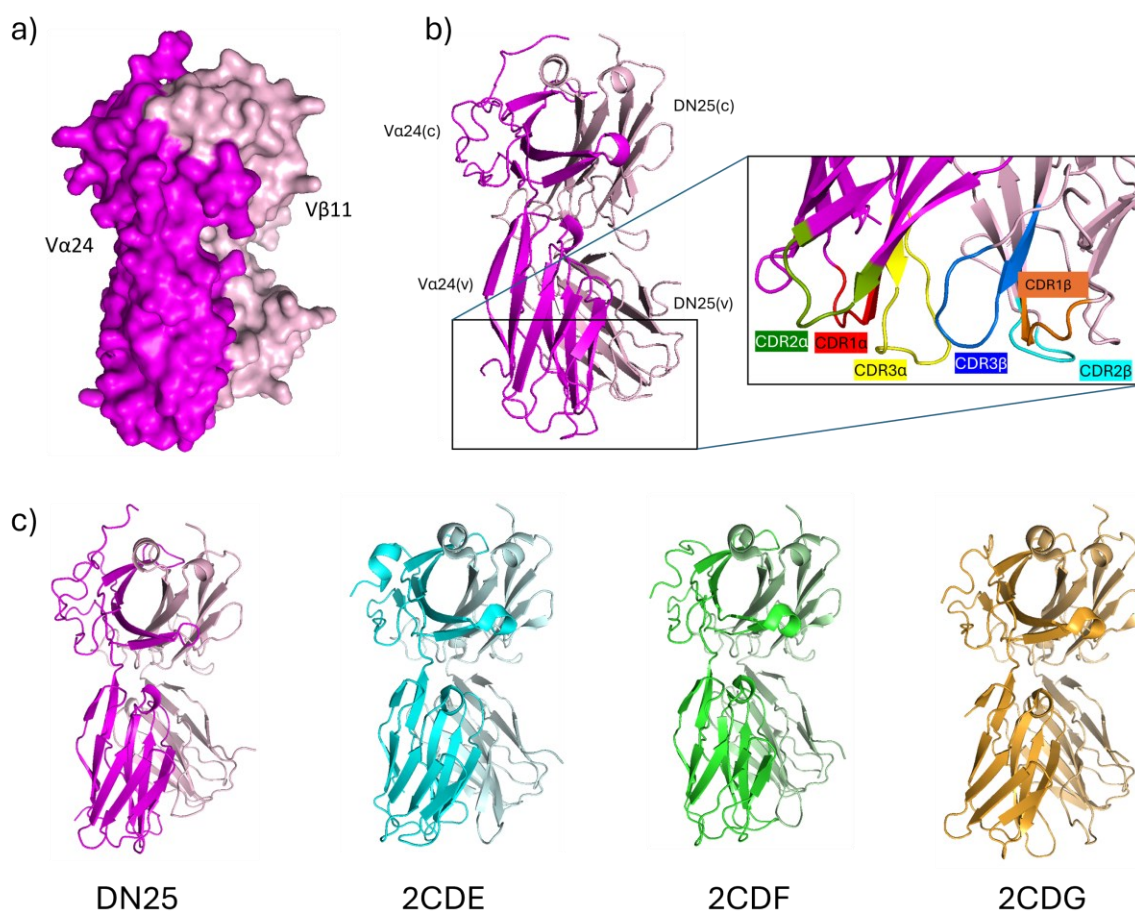 a)
Vα24
Vβ11
b)
Vα24(c)
DN25(c)
Vα24(v)
DN25(v)
CDR1β
CDR2α
CDR1α
CDR3α
CDR3β
CDR2β
c)
DN25
2CDE
2CDF
2CDG